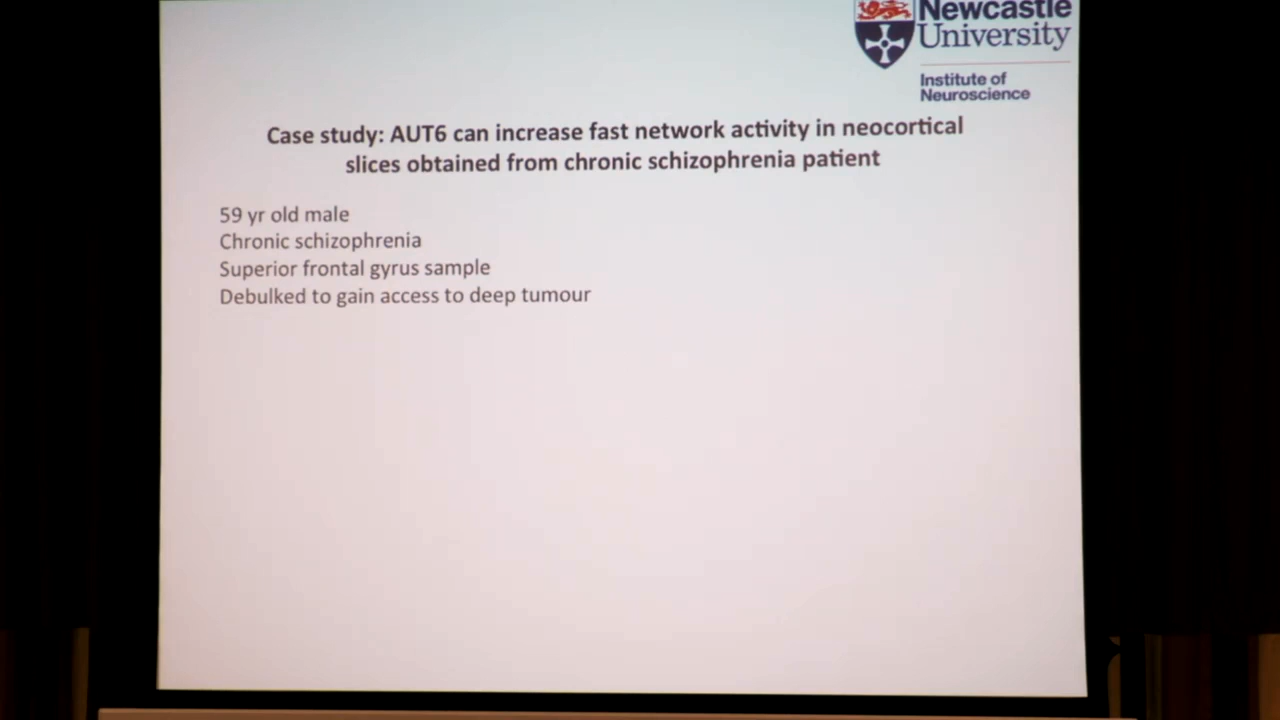 Newcastle
University
Institute of
Neuroscience
Case study: AUT6 can increase fast network activity in neocortical
slices obtained from chronic schizophrenia patient
59 yr old male
Chronic schizophrenia
Superior frontal gyrus sample
Debulked to gain access to deep tumour